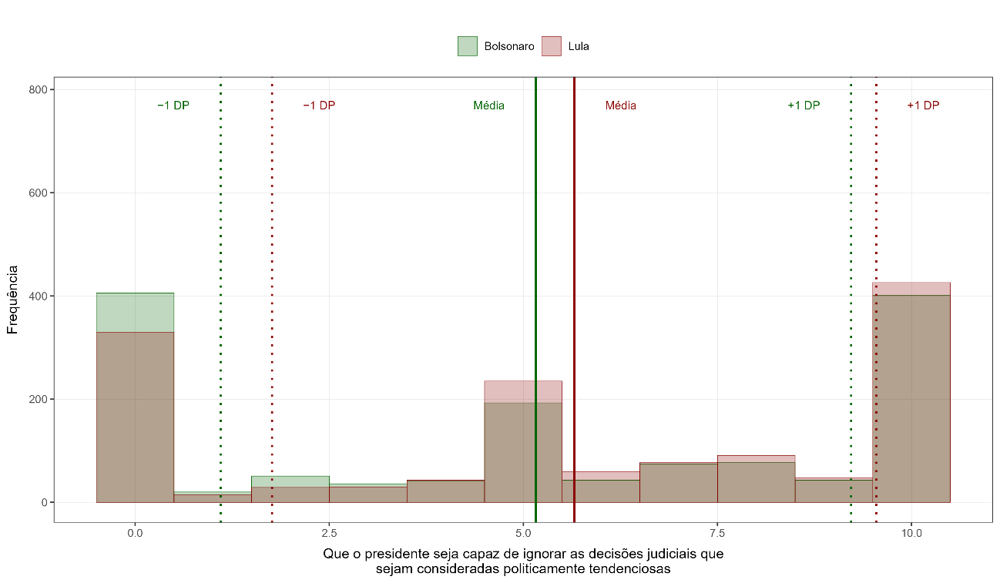 Bolsonaro Lula
800
600
400
200
0
Frequência
−1 DP −1 DP Média Média +1 DP +1 DP
0.0 2.5 5.0 7.5 10.0
Que o presidente seja capaz de ignorar as decisões judiciais que
sejam consideradas politicamente tendenciosas